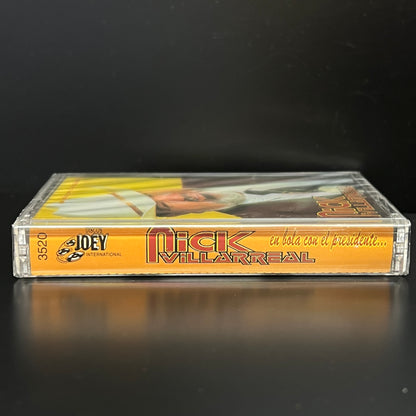 3520
JOEY
INTERNATIONAL
NICK
VILLARREAL
en bola con el presidente...